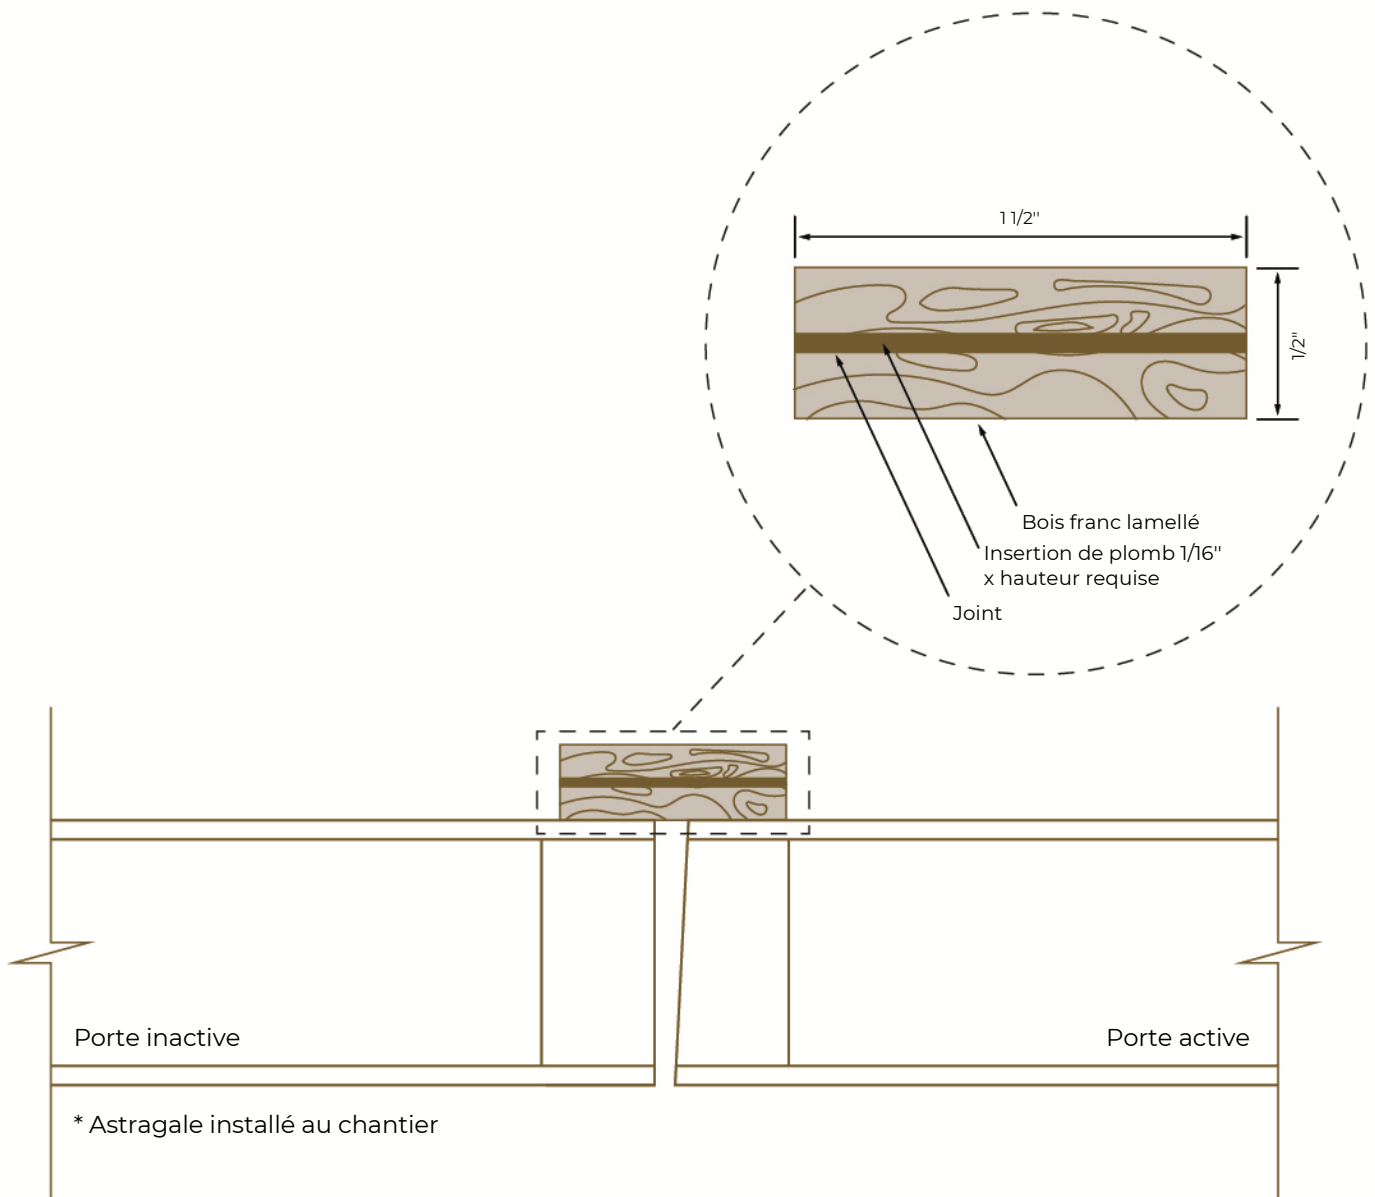 1 1/2"
1/2"
Bois franc lamellé
Insertion de plomb 1/16"
x hauteur requise
Joint
Porte inactive
Porte active
* Astragale installé au chantier